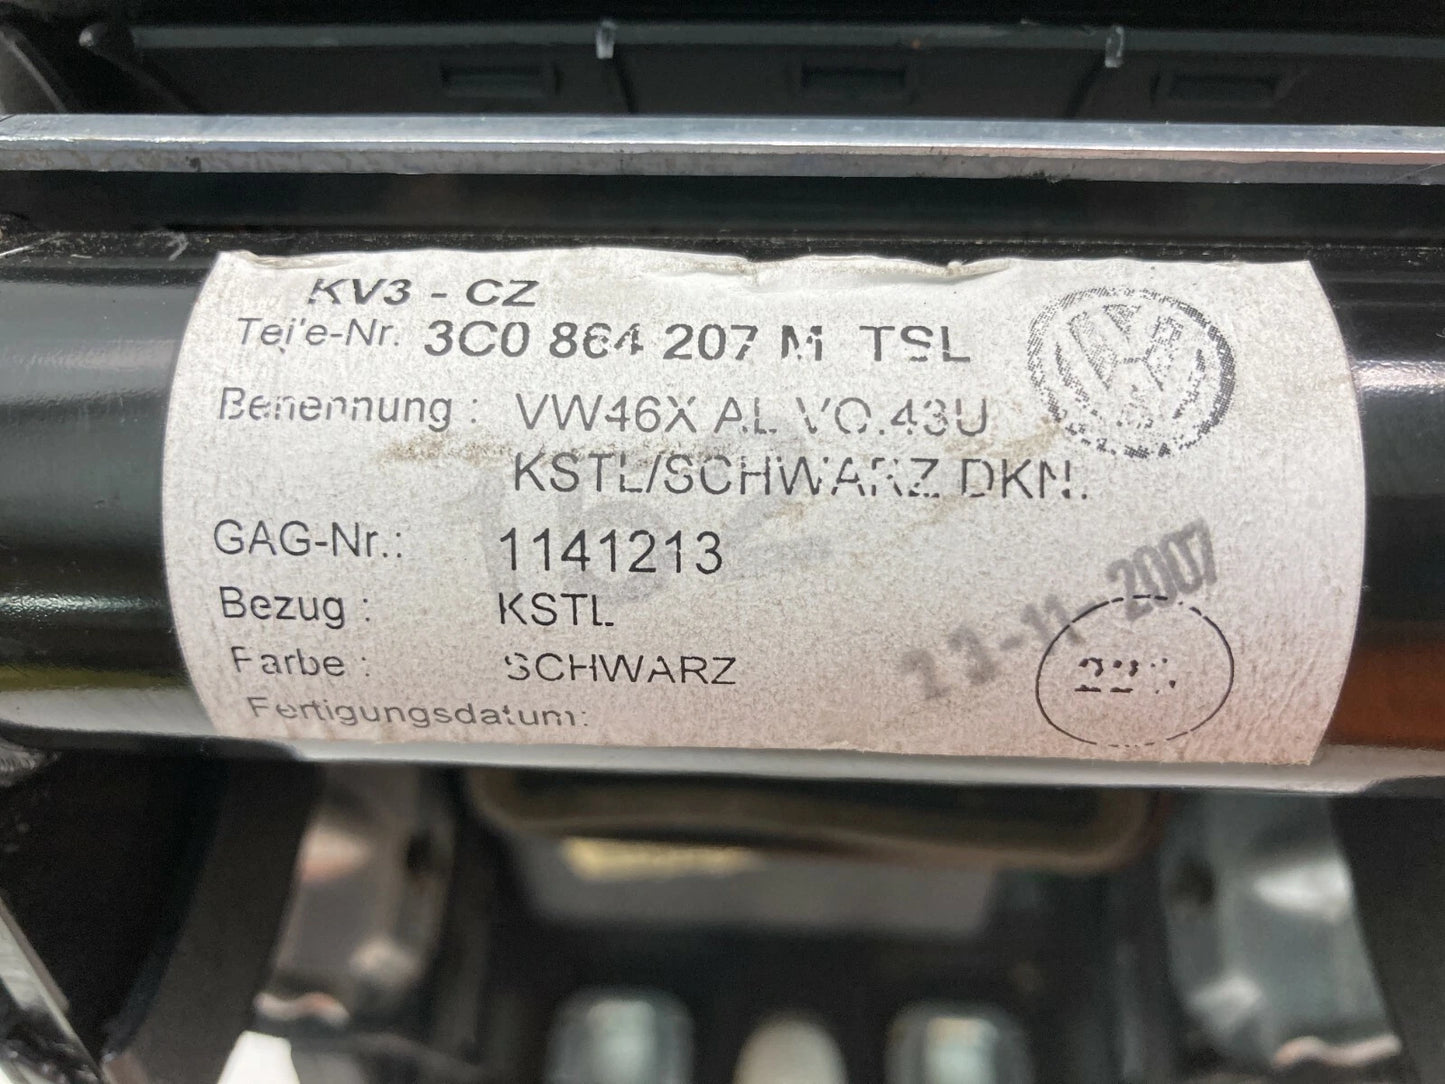 KV3 - CZ
Teile-Nr. 3C0 864 207 M TSL
Benennung : VW46X AL VO.43U
KSTL/SCHWARZ DKN.
GAG-Nr.: 1141213
Bezug : KSTL
Farbe : SCHWARZ
23-11 2007
Fertigungsdatum: